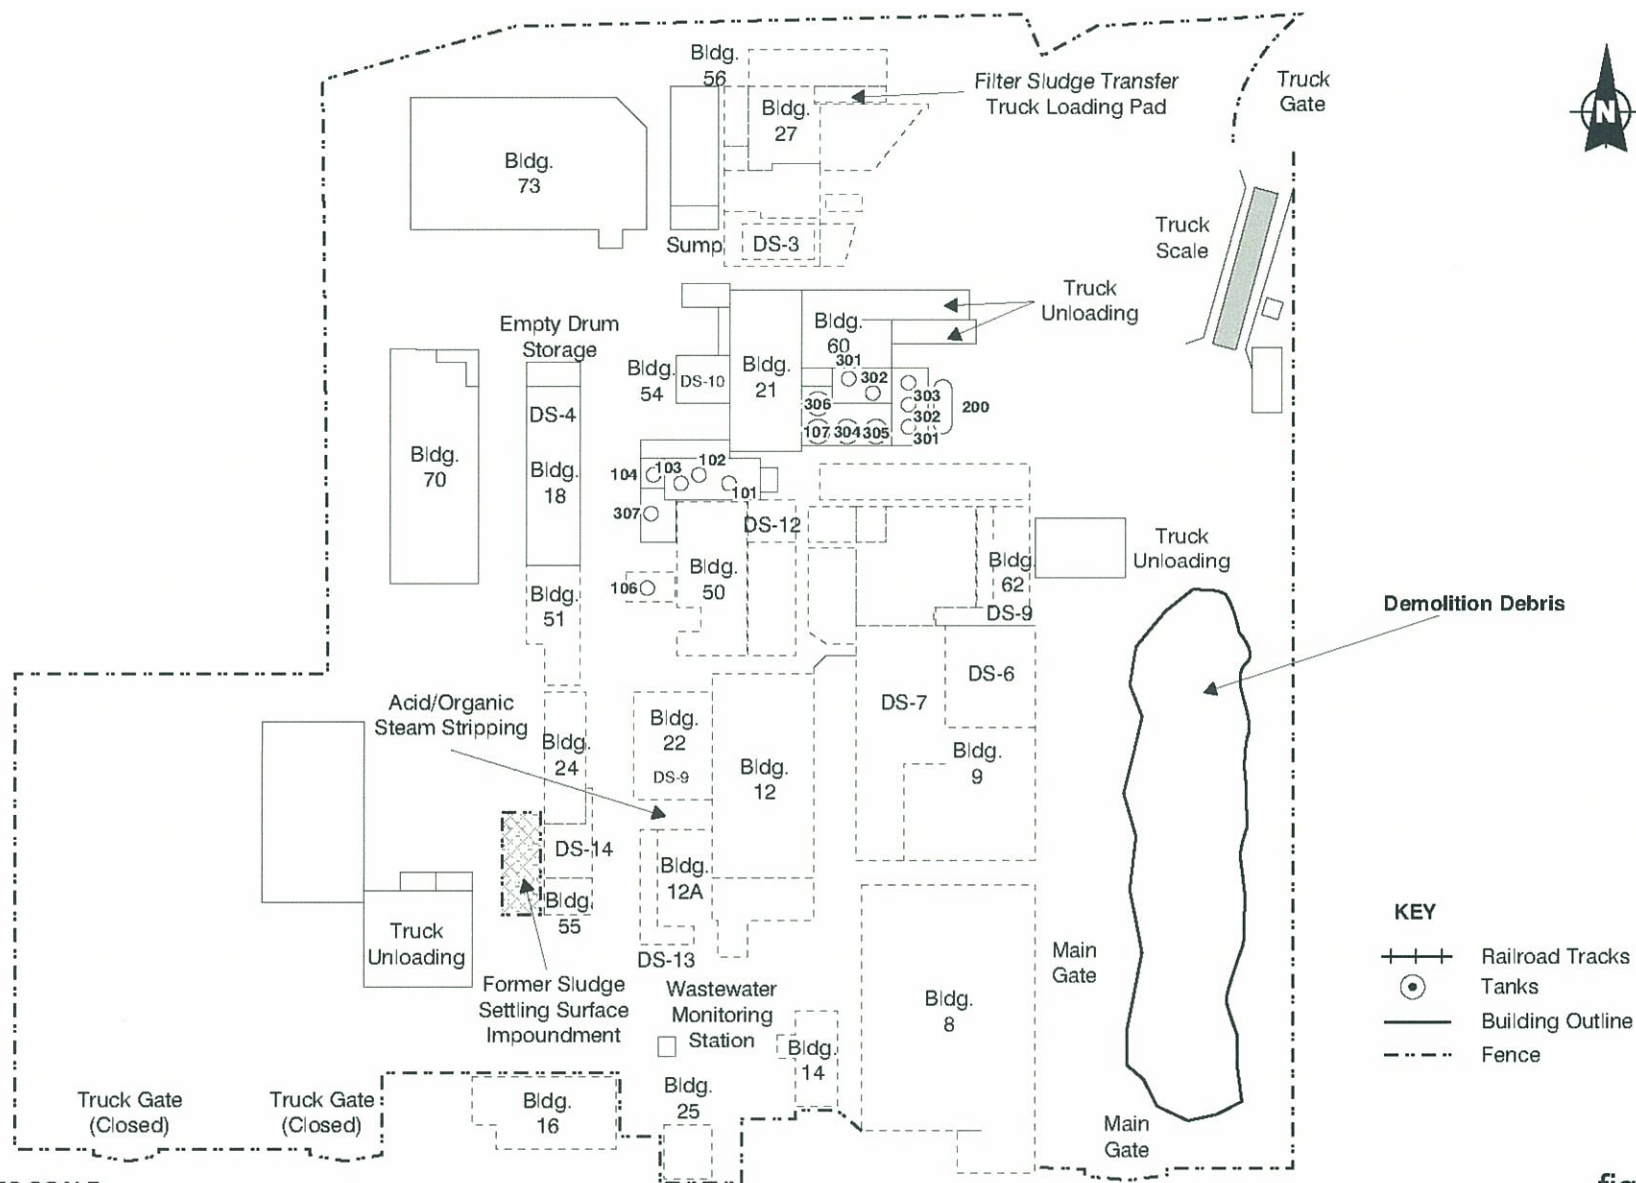 Bldg.
56
Filter Sludge Transfer
Truck Loading Pad
Truck
Gate
N
Bldg.
27
Bldg.
73
Truck
Scale
Sump
DS-3
Truck
Unloading
Empty Drum
Storage
Bldg.
60
Bldg.
54
DS-10
Bldg.
21
301
302
303
302
301
200
306
107
304
305
DS-4
Bldg.
70
Bldg.
18
104
103
102
101
307
DS-12
Truck
Unloading
Bldg.
62
DS-9
Bldg.
50
106
Bldg.
51
Demolition Debris
DS-6
DS-7
Acid/Organic
Steam Stripping
Bldg.
22
DS-9
Bldg.
24
Bldg.
12
Bldg.
9
DS-14
Bldg.
12A
Bldg.
55
Truck
Unloading
KEY
Railroad Tracks
Tanks
Building Outline
Fence
Main
Gate
DS-13
Former Sludge
Settling Surface
Impoundment
Wastewater
Monitoring
Station
Bldg.
8
Bldg.
14
Truck Gate
(Closed)
Truck Gate
(Closed)
Bldg.
16
Bldg.
25
Main
Gate